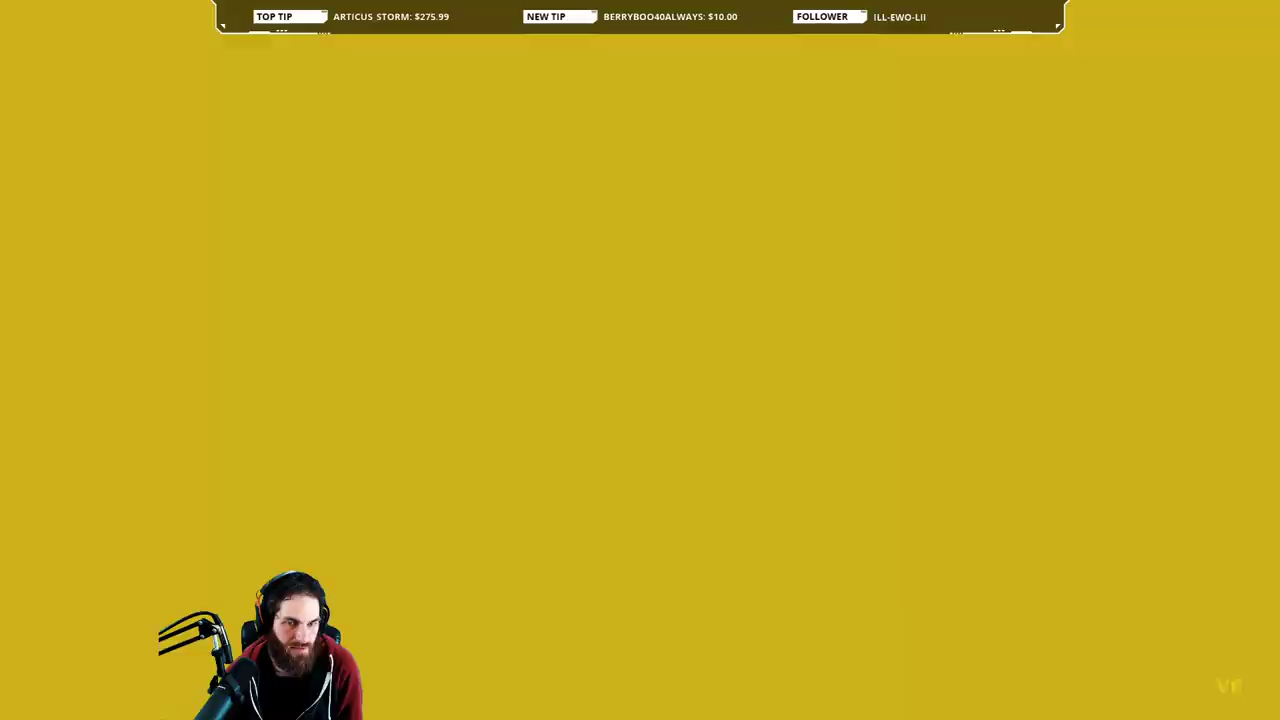 TOP TIP ARTICUS STORM: $275.99 NEW TIP BERRYBOO40ALWAYS: $10.00 FOLLOWER ILL-EWO-LII